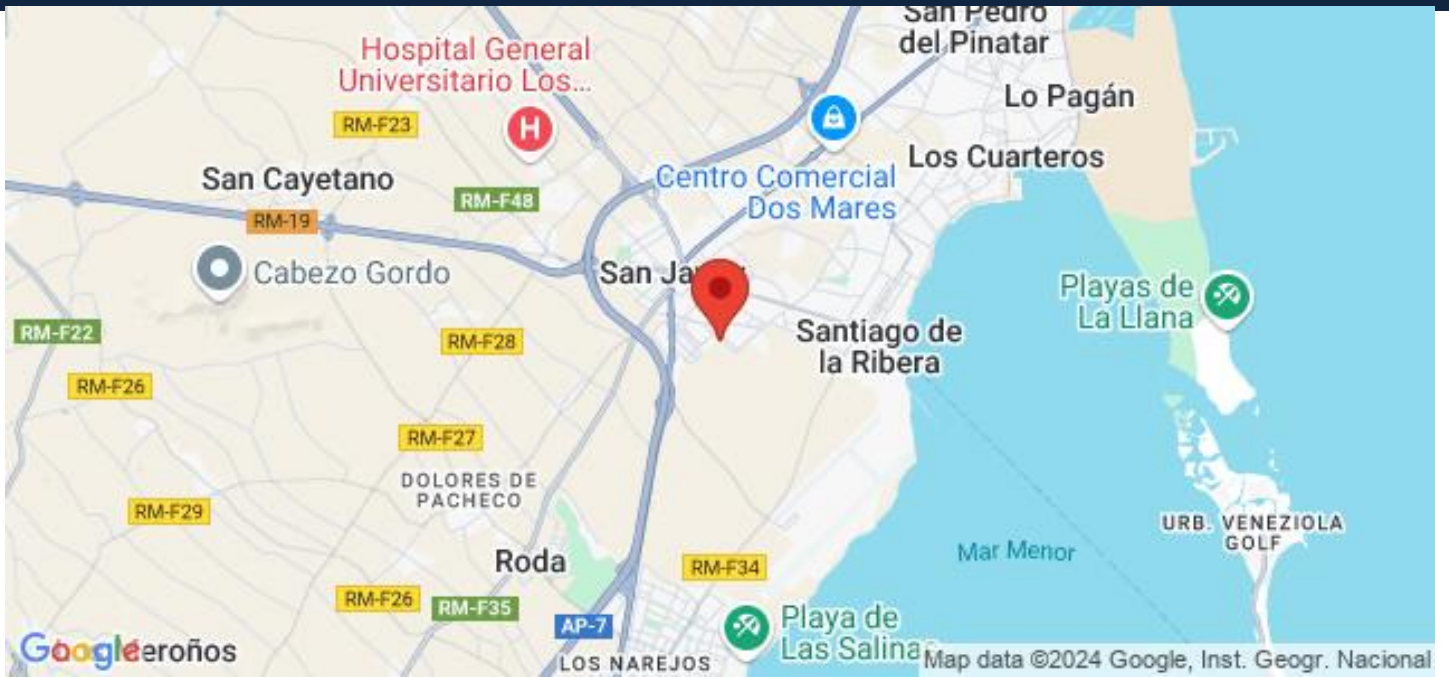 San Pedro
del Pinatar
Hospital General
Universitario Los...
Lo Pagán
H
RM-F23
Los Cuarteros
San Cayetano
Centro Comercial
Dos Mares
RM-F48
RM-19
Cabezo Gordo
San Ja
Playas de
La Llana
RM-F22
RM-F28
Santiago de
la Ribera
RM-F26
RM-F27
DOLORES DE
PACHECO
RM-F29
URB. VENEZIOLA
GOLF
Mar Menor
Roda
RM-F34
RM-F26
RM-F35
AP-7
Playa de
Las Salinas
Google
eroños
LOS NAREJOS
Map data ©2024 Google, Inst. Geogr. Nacional